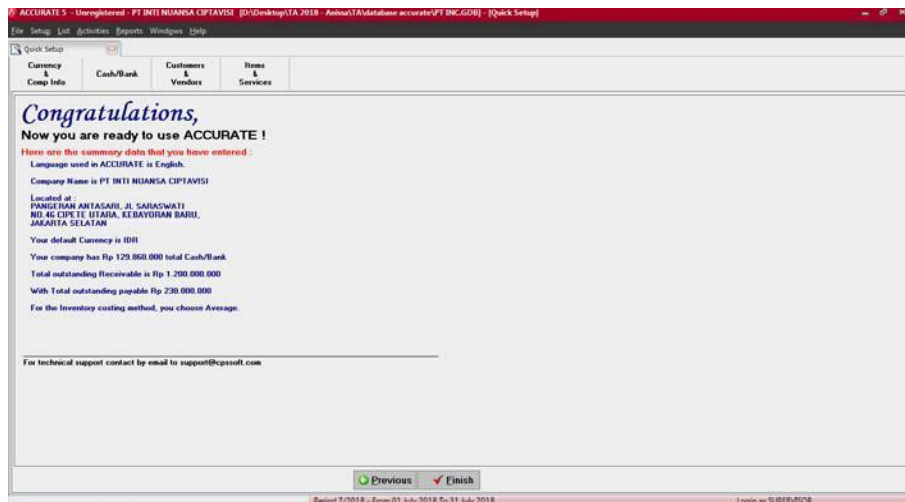 ACCURATE 5 - Unregistered - PT INTI NUANSA CIPTAVISI [D:\Desktop\TA 2018 - Anissa\TA\database accurate\PT INC.GDB] - [Quick Setup]
File Setup List Activities Reports Windows Help
Quick Setup
Currency & Comp Info
Cash/Bank
Customers & Vendors
Items & Services
Congratulations,
Now you are ready to use ACCURATE !
Here are the summary data that you have entered :
Language used in ACCURATE is English.
Company Name is PT INTI NUANSA CIPTAVISI
Located at :
PANGERAN ANTASARI, JL SARASWATI
NO.46 CIPETE UTARA, KEBAYORAN BARU,
JAKARTA SELATAN
Your default Currency is IDR
Your company has Rp 129.860.000 total Cash/Bank
Total outstanding Receivable is Rp 1.200.000.000
With Total outstanding payable Rp 230.000.000
For the Inventory costing method, you choose Average.
For technical support contact by email to support@cpssoft.com
Previous Finish
Period 7/2018 - From 01 July 2018 To 31 July 2018 Login as SUPERVISOR